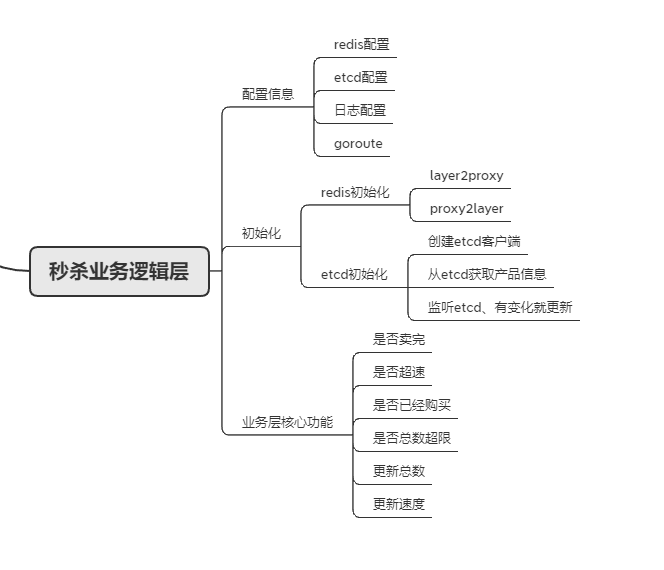 秒杀业务逻辑层
配置信息
redis配置
etcd配置
日志配置
goroute
初始化
redis初始化
layer2proxy
proxy2layer
etcd初始化
创建etcd客户端
从etcd获取产品信息
监听etcd、有变化就更新
业务层核心功能
是否卖完
是否超速
是否已经购买
是否总数超限
更新总数
更新速度